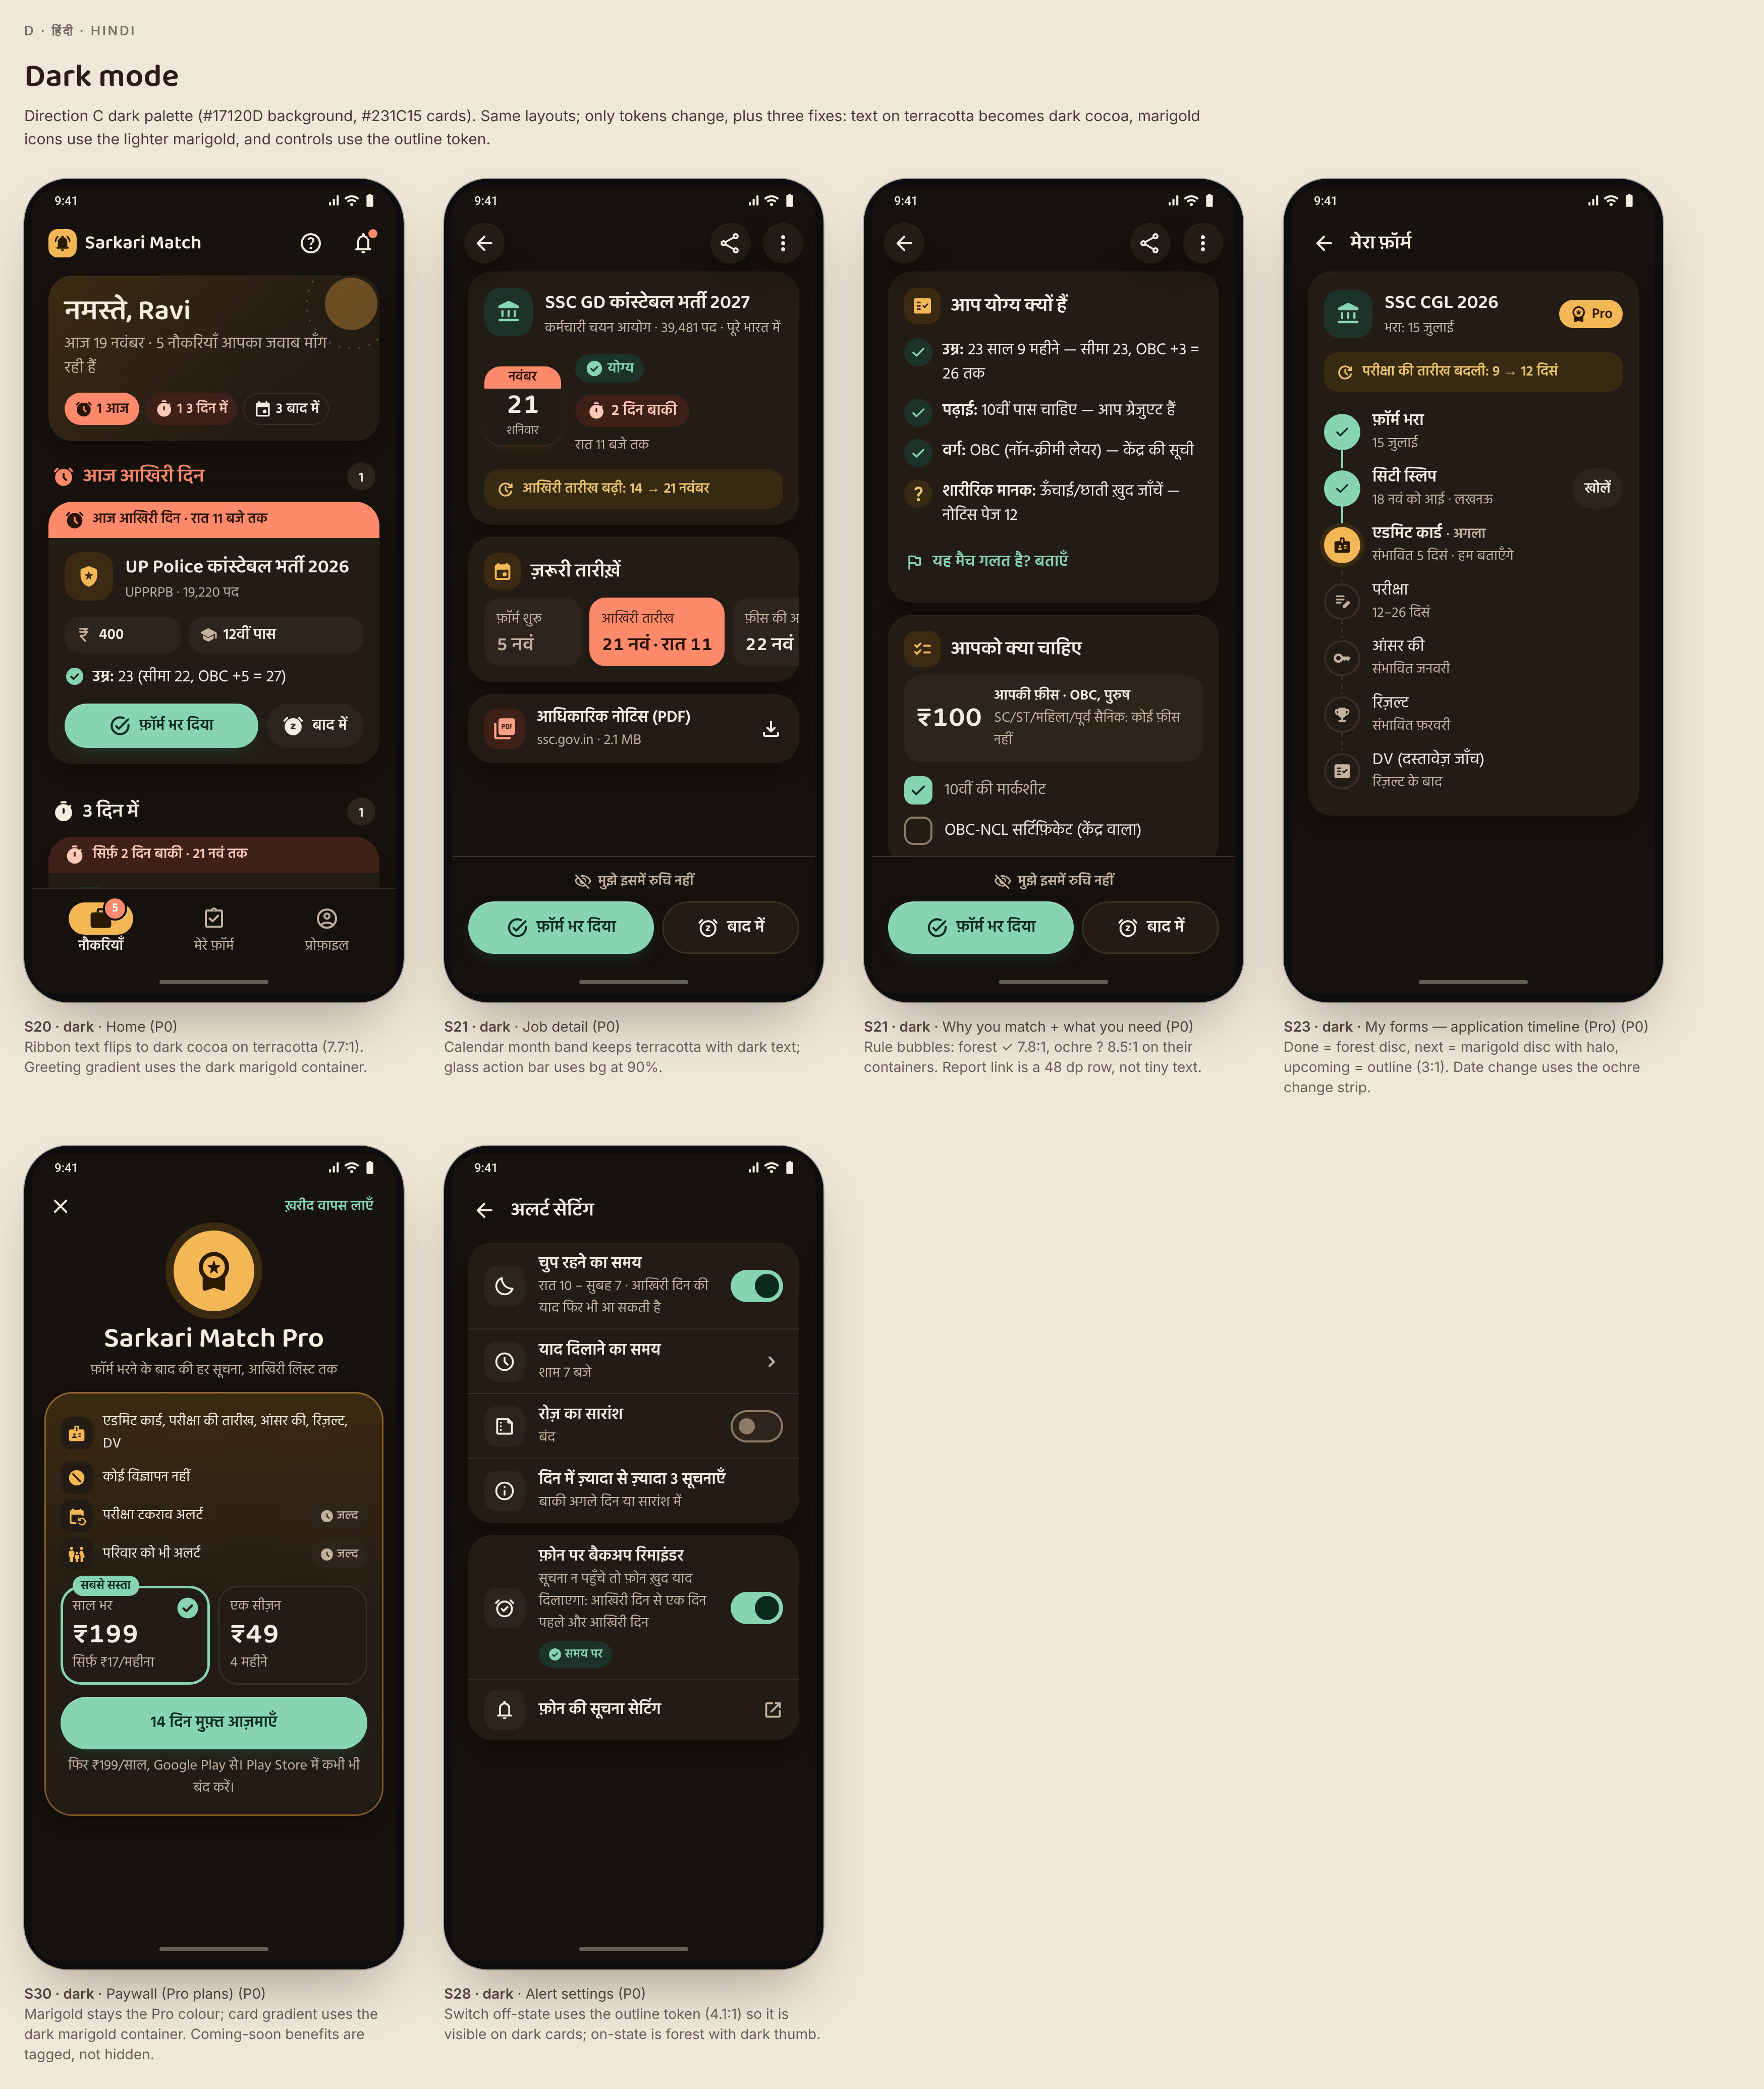 D · हिंदी · HINDI
Dark mode
Direction C dark palette (#17120D background, #231C15 cards). Same layouts; only tokens change, plus three fixes: text on terracotta becomes dark cocoa, marigold
icons use the lighter marigold, and controls use the outline token.
9:41
Sarkari Match
नमस्ते, Ravi
आज 19 नवंबर · 5 नौकरियाँ आपका जवाब माँग
रही हैं
1 आज
1 3 दिन में
3 बाद में
आज आखिरी दिन
1
आज आखिरी दिन · रात 11 बजे तक
UP Police कांस्टेबल भर्ती 2026
UPPRPB · 19,220 पद
₹ 400
12वीं पास
उम्र: 23 (सीमा 22, OBC +5 = 27)
फ़ॉर्म भर दिया
बाद में
3 दिन में
1
सिर्फ़ 2 दिन बाकी · 21 नवं तक
5
नौकरियाँ
मेरे फ़ॉर्म
प्रोफ़ाइल
S20 · dark · Home (P0)
Ribbon text flips to dark cocoa on terracotta (7.7:1).
Greeting gradient uses the dark marigold container.
9:41
SSC GD कांस्टेबल भर्ती 2027
कर्मचारी चयन आयोग · 39,481 पद · पूरे भारत में
नवंबर
21
शनिवार
योग्य
2 दिन बाकी
रात 11 बजे तक
आखिरी तारीख बढ़ी: 14 → 21 नवंबर
ज़रूरी तारीख़ें
फ़ॉर्म शुरु
5 नवं
आखिरी तारीख
21 नवं · रात 11
फ़ीस की अ
22 नवं
PDF
आधिकारिक नोटिस (PDF)
ssc.gov.in · 2.1 MB
मुझे इसमें रुचि नहीं
फ़ॉर्म भर दिया
बाद में
S21 · dark · Job detail (P0)
Calendar month band keeps terracotta with dark text;
glass action bar uses bg at 90%.
9:41
आप योग्य क्यों हैं
उम्र: 23 साल 9 महीने — सीमा 23, OBC +3 =
26 तक
पढ़ाई: 10वीं पास चाहिए — आप ग्रेजुएट हैं
वर्ग: OBC (नॉन-क्रीमी लेयर) — केंद्र की सूची
?
शारीरिक मानक: ऊँचाई/छाती ख़ुद जाँचें —
नोटिस पेज 12
यह मैच गलत है? बताएँ
आपको क्या चाहिए
₹100
आपकी फ़ीस · OBC, पुरुष
SC/ST/महिला/पूर्व सैनिक: कोई फ़ीस
नहीं
10वीं की मार्कशीट
OBC-NCL सर्टिफ़िकेट (केंद्र वाला)
मुझे इसमें रुचि नहीं
फ़ॉर्म भर दिया
बाद में
S21 · dark · Why you match + what you need (P0)
Rule bubbles: forest ✓ 7.8:1, ochre ? 8.5:1 on their
containers. Report link is a 48 dp row, not tiny text.
9:41
मेरा फ़ॉर्म
SSC CGL 2026
भरा: 15 जुलाई
Pro
परीक्षा की तारीख बदली: 9 → 12 दिसं
फ़ॉर्म भरा
15 जुलाई
सिटी स्लिप
18 नवं को आई · लखनऊ
खोलें
एडमिट कार्ड · अगला
संभावित 5 दिसं · हम बताएँगे
परीक्षा
12–26 दिसं
आंसर की
संभावित जनवरी
रिज़ल्ट
संभावित फ़रवरी
DV (दस्तावेज़ जाँच)
रिज़ल्ट के बाद
S23 · dark · My forms — application timeline (Pro) (P0)
Done = forest disc, next = marigold disc with halo,
upcoming = outline (3:1). Date change uses the ochre
change strip.
9:41
ख़रीद वापस लाएँ
Sarkari Match Pro
फ़ॉर्म भरने के बाद की हर सूचना, आखिरी लिस्ट तक
एडमिट कार्ड, परीक्षा की तारीख, आंसर की, रिज़ल्ट,
DV
कोई विज्ञापन नहीं
परीक्षा टकराव अलर्ट
जल्द
परिवार को भी अलर्ट
जल्द
सबसे सस्ता
साल भर
₹199
सिर्फ़ ₹17/महीना
एक सीज़न
₹49
4 महीने
14 दिन मुफ़्त आज़माएँ
फिर ₹199/साल, Google Play से। Play Store में कभी भी
बंद करें।
S30 · dark · Paywall (Pro plans) (P0)
Marigold stays the Pro colour; card gradient uses the
dark marigold container. Coming-soon benefits are
tagged, not hidden.
9:41
अलर्ट सेटिंग
चुप रहने का समय
रात 10 – सुबह 7 · आखिरी दिन की
याद फिर भी आ सकती है
याद दिलाने का समय
शाम 7 बजे
रोज़ का सारांश
बंद
दिन में ज़्यादा से ज़्यादा 3 सूचनाएँ
बाकी अगले दिन या सारांश में
फ़ोन पर बैकअप रिमाइंडर
सूचना न पहुँचे तो फ़ोन ख़ुद याद
दिलाएगा: आखिरी दिन से एक दिन
पहले और आखिरी दिन
समय पर
फ़ोन की सूचना सेटिंग
S28 · dark · Alert settings (P0)
Switch off-state uses the outline token (4.1:1) so it is
visible on dark cards; on-state is forest with dark thumb.